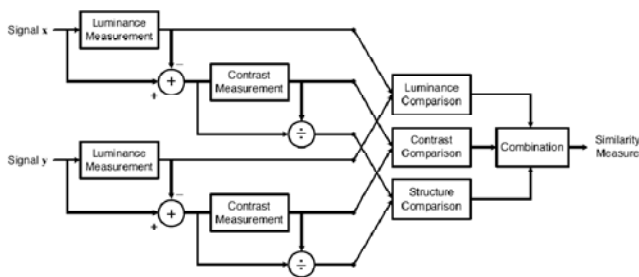 Signal x
Luminance
Measurement
−
+
+
Contrast
Measurement
÷
Luminance
Comparison
Signal y
Luminance
Measurement
Contrast
Comparison
Combination
Similarity
Measure
−
+
+
Contrast
Measurement
Structure
Comparison
÷